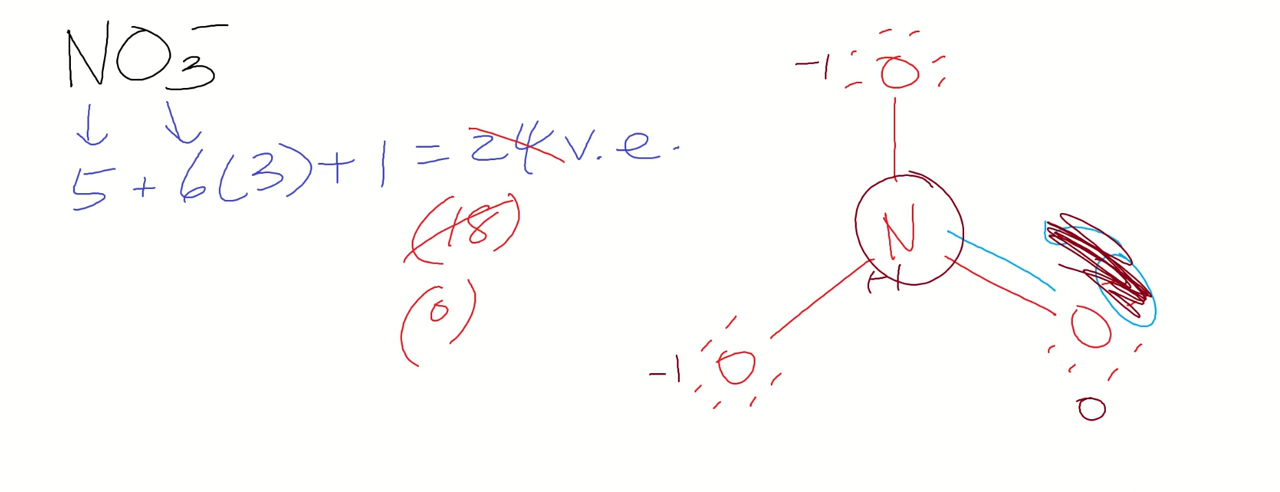 NO3-
5 + 6(3) + 1 = 24 v.e.
(18)
(0)
-1 O
N
+1
O
-1 O
0